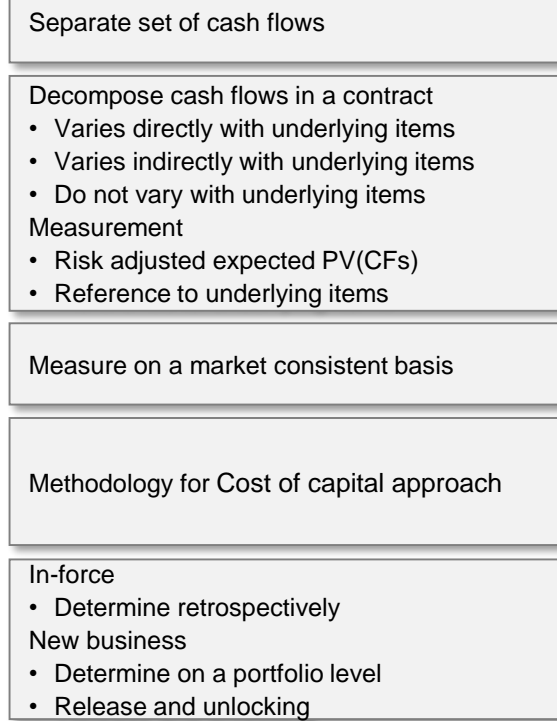 Separate set of cash flows
Decompose cash flows in a contract
• Varies directly with underlying items
• Varies indirectly with underlying items
• Do not vary with underlying items
Measurement
• Risk adjusted expected PV(CFs)
• Reference to underlying items
Measure on a market consistent basis
Methodology for Cost of capital approach
In-force
• Determine retrospectively
New business
• Determine on a portfolio level
• Release and unlocking